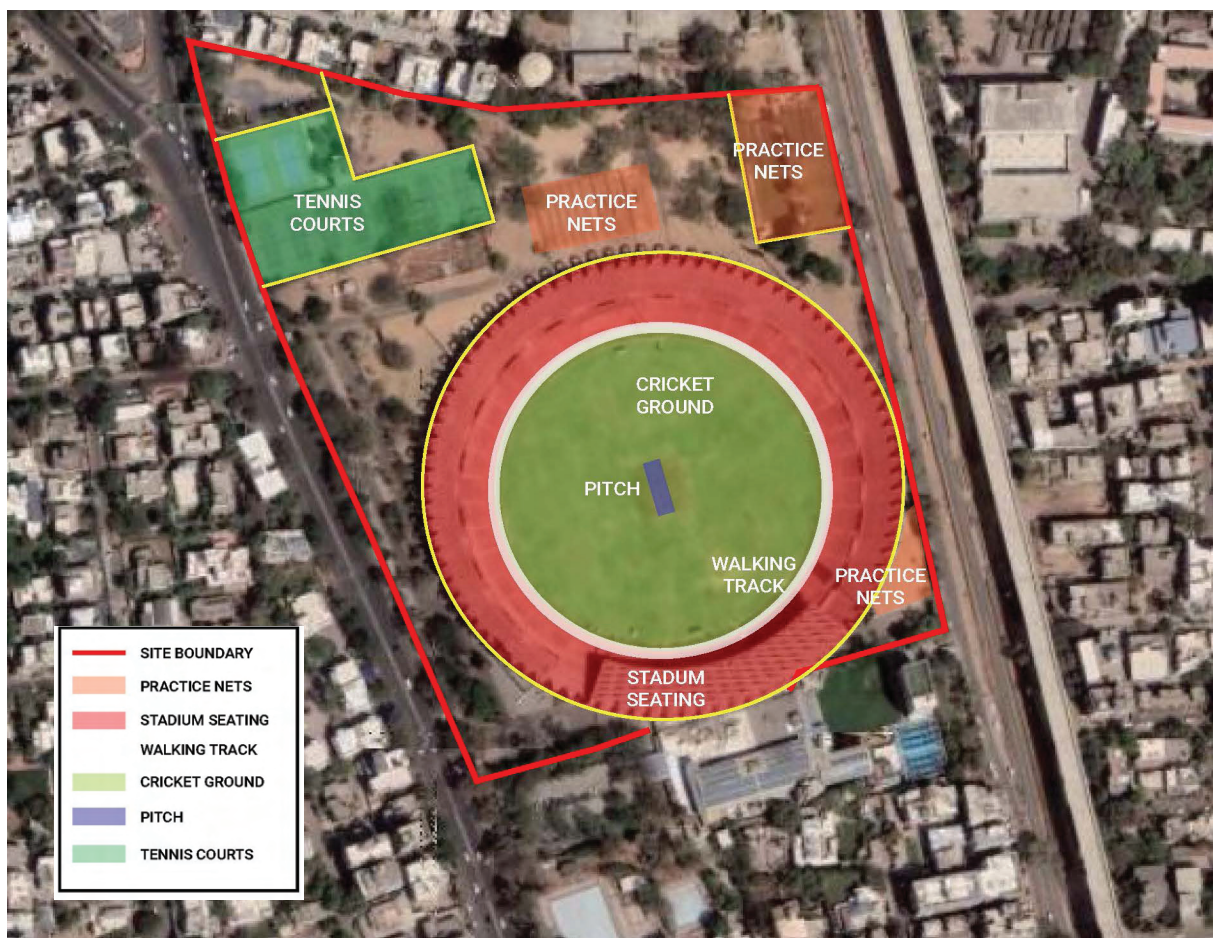 PRACTICE
NETS
PRACTICE
NETS
TENNIS
COURTS
CRICKET
GROUND
PITCH
WALKING
TRACK
PRACTICE
NETS
STADUM
SEATING
SITE BOUNDARY
PRACTICE NETS
STADIUM SEATING
WALKING TRACK
CRICKET GROUND
PITCH
TENNIS COURTS